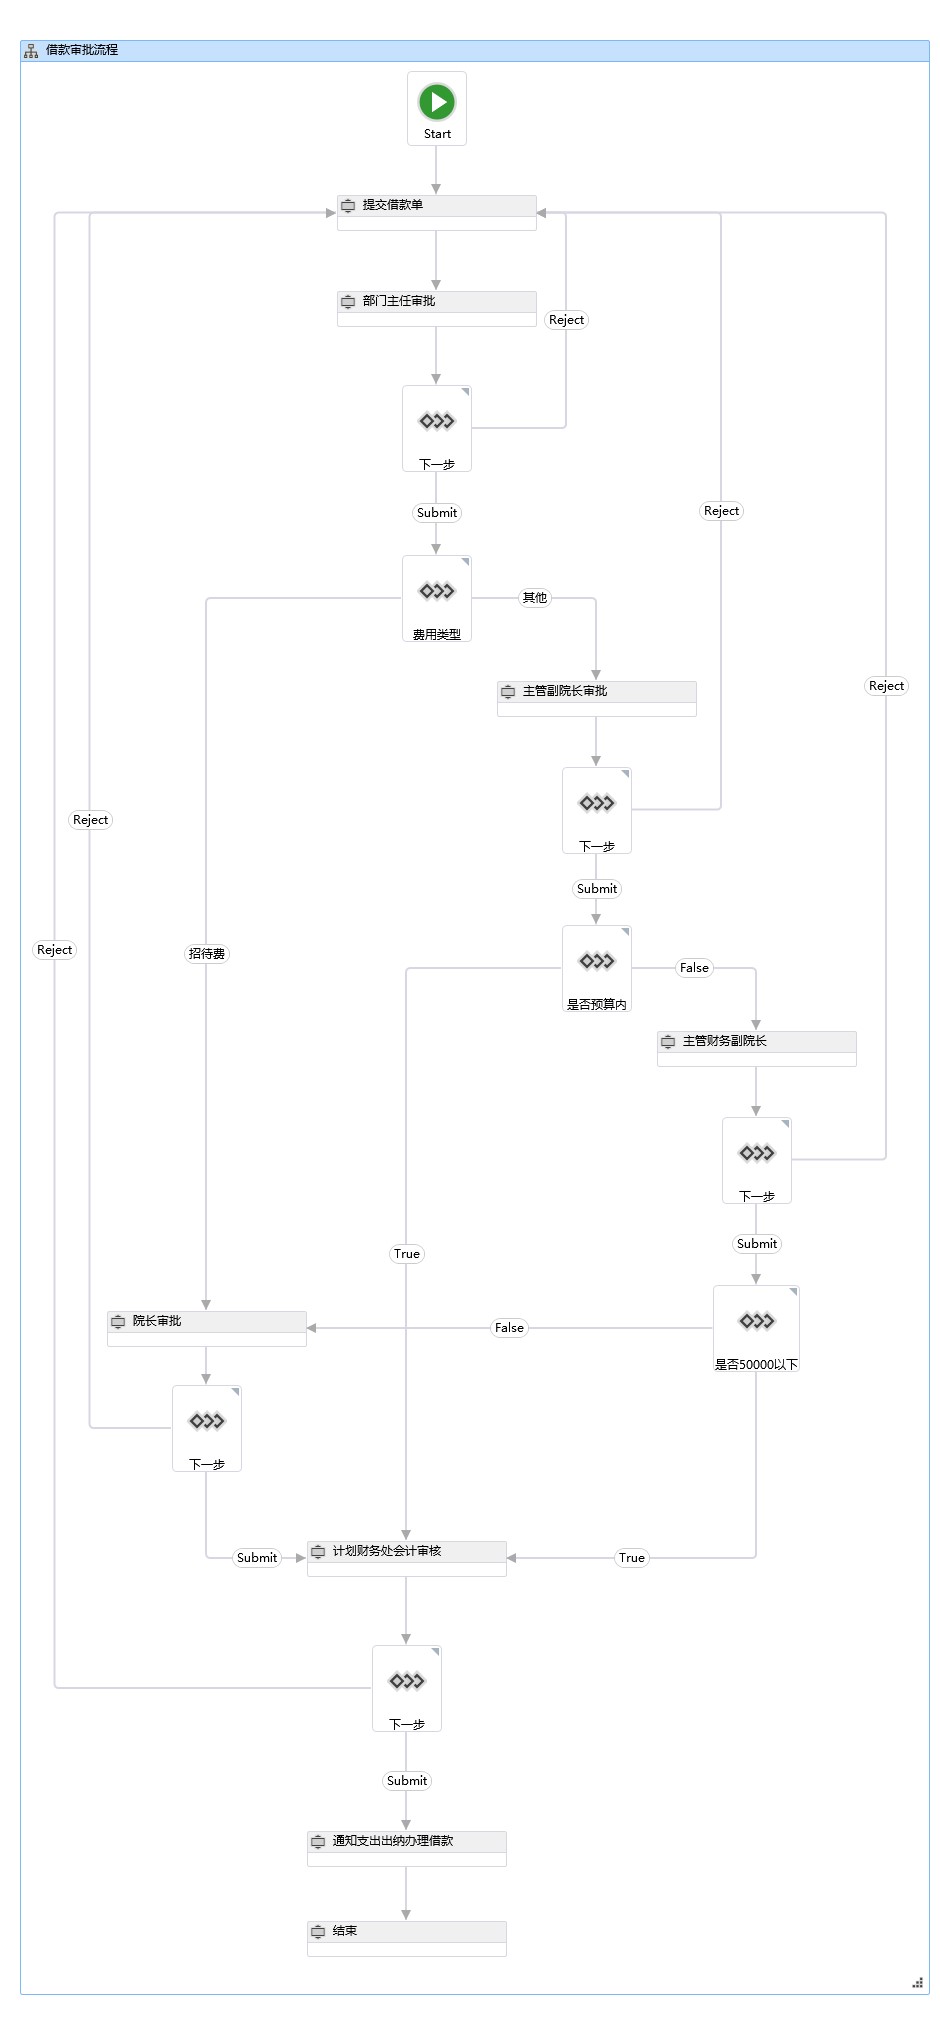 借款审批流程
Start
提交借款单
部门主任审批
Reject
下一步
Submit
Reject
费用类型
其他
Reject
主管副院长审批
Reject
下一步
Submit
Reject
招待费
是否预算内
False
主管财务副院长
下一步
True
Submit
院长审批
False
是否50000以下
下一步
Submit
计划财务处会计审核
True
下一步
Submit
通知支出出纳办理借款
结束